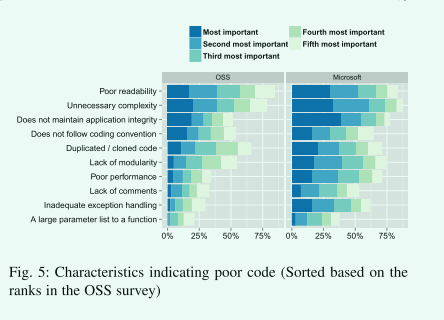 Most important
Fourth most important
Second most important
Fifth most important
Third most important
OSS
Microsoft
Poor readability
Unnecessary complexity
Does not maintain application integrity
Does not follow coding convention
Duplicated / cloned code
Lack of modularity
Poor performance
Lack of comments
Inadequate exception handling
A large parameter list to a function
0% 25% 50% 75% 0% 25% 50% 75%
Fig. 5: Characteristics indicating poor code (Sorted based on the
ranks in the OSS survey)